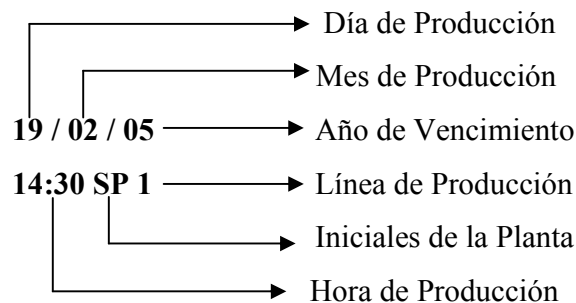 Día de Producción
Mes de Producción
19 / 02 / 05
Año de Vencimiento
14:30 SP 1
Línea de Producción
Iniciales de la Planta
Hora de Producción